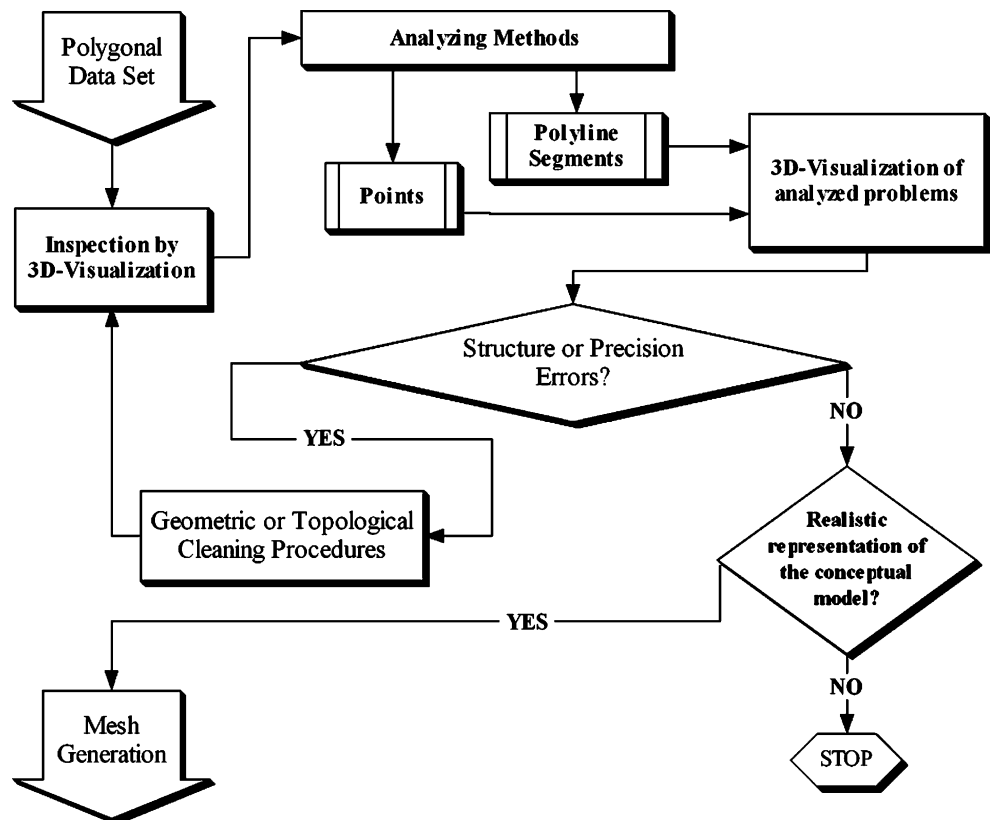 Polygonal
Data Set
Analyzing Methods
Polyline
Segments
Points
3D-Visualization of
analyzed problems
Inspection by
3D-Visualization
Structure or Precision
Errors?
YES
NO
Geometric or Topological
Cleaning Procedures
Realistic
representation of
the conceptual
model?
YES
NO
Mesh
Generation
STOP